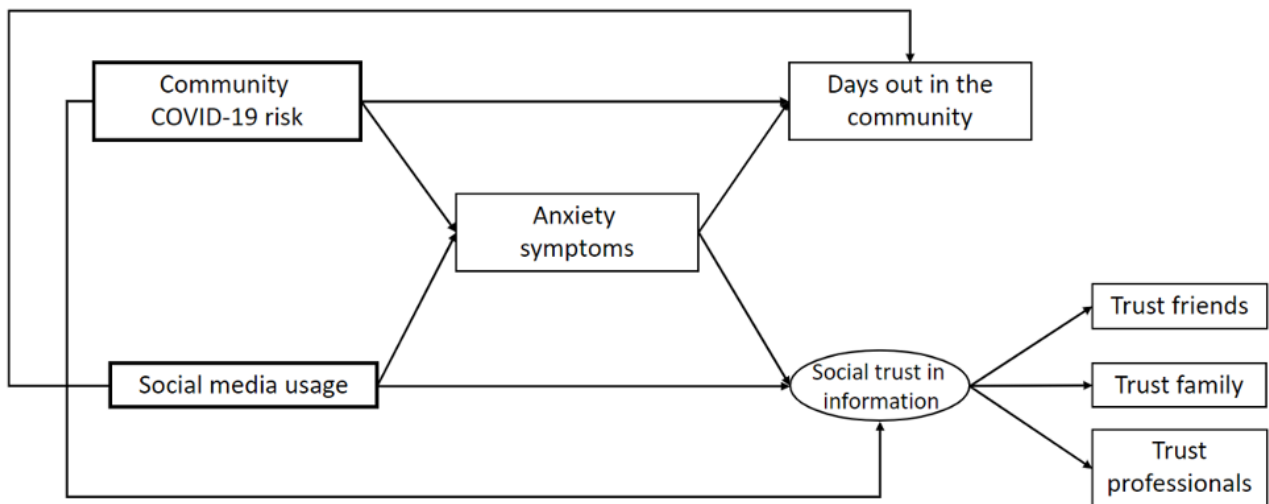 Community
COVID-19 risk
Days out in the
community
Anxiety
symptoms
Social media usage
Social trust in
information
Trust friends
Trust family
Trust
professionals